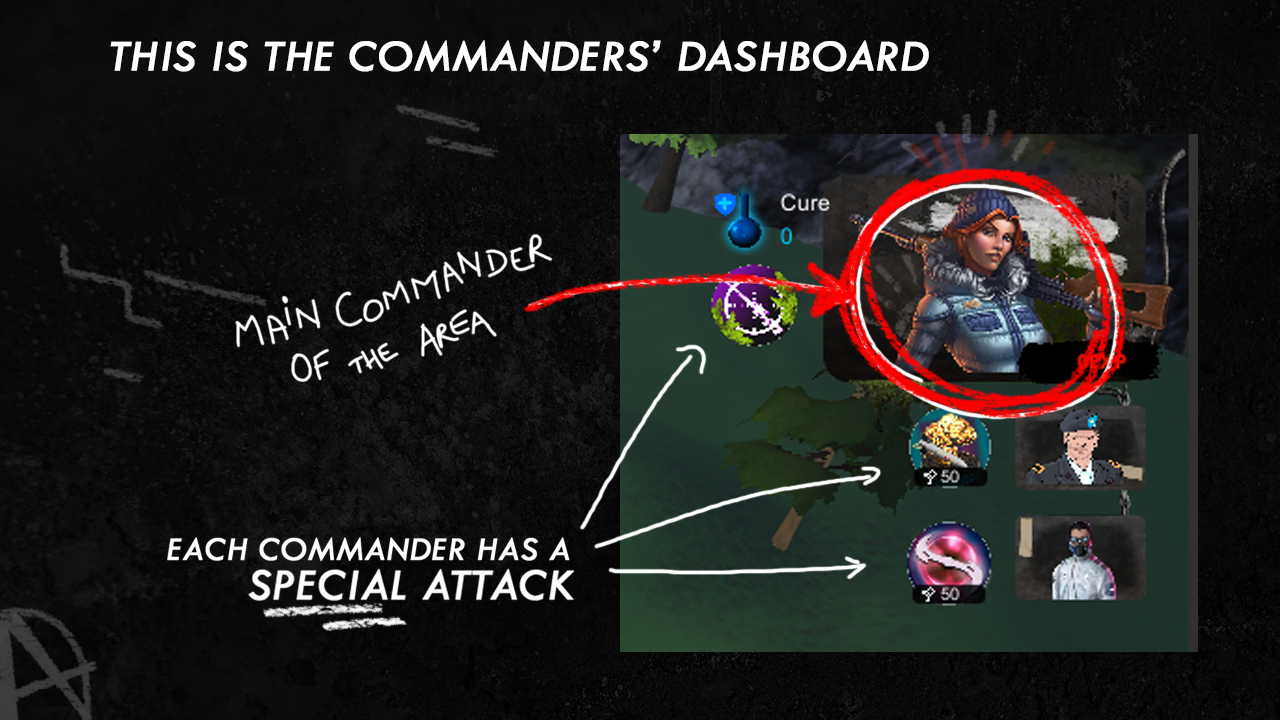 THIS IS THE COMMANDERS' DASHBOARD
Cure
0
MAIN COMMANDER
OF THE AREA
50
EACH COMMANDER HAS A
SPECIAL ATTACK
50